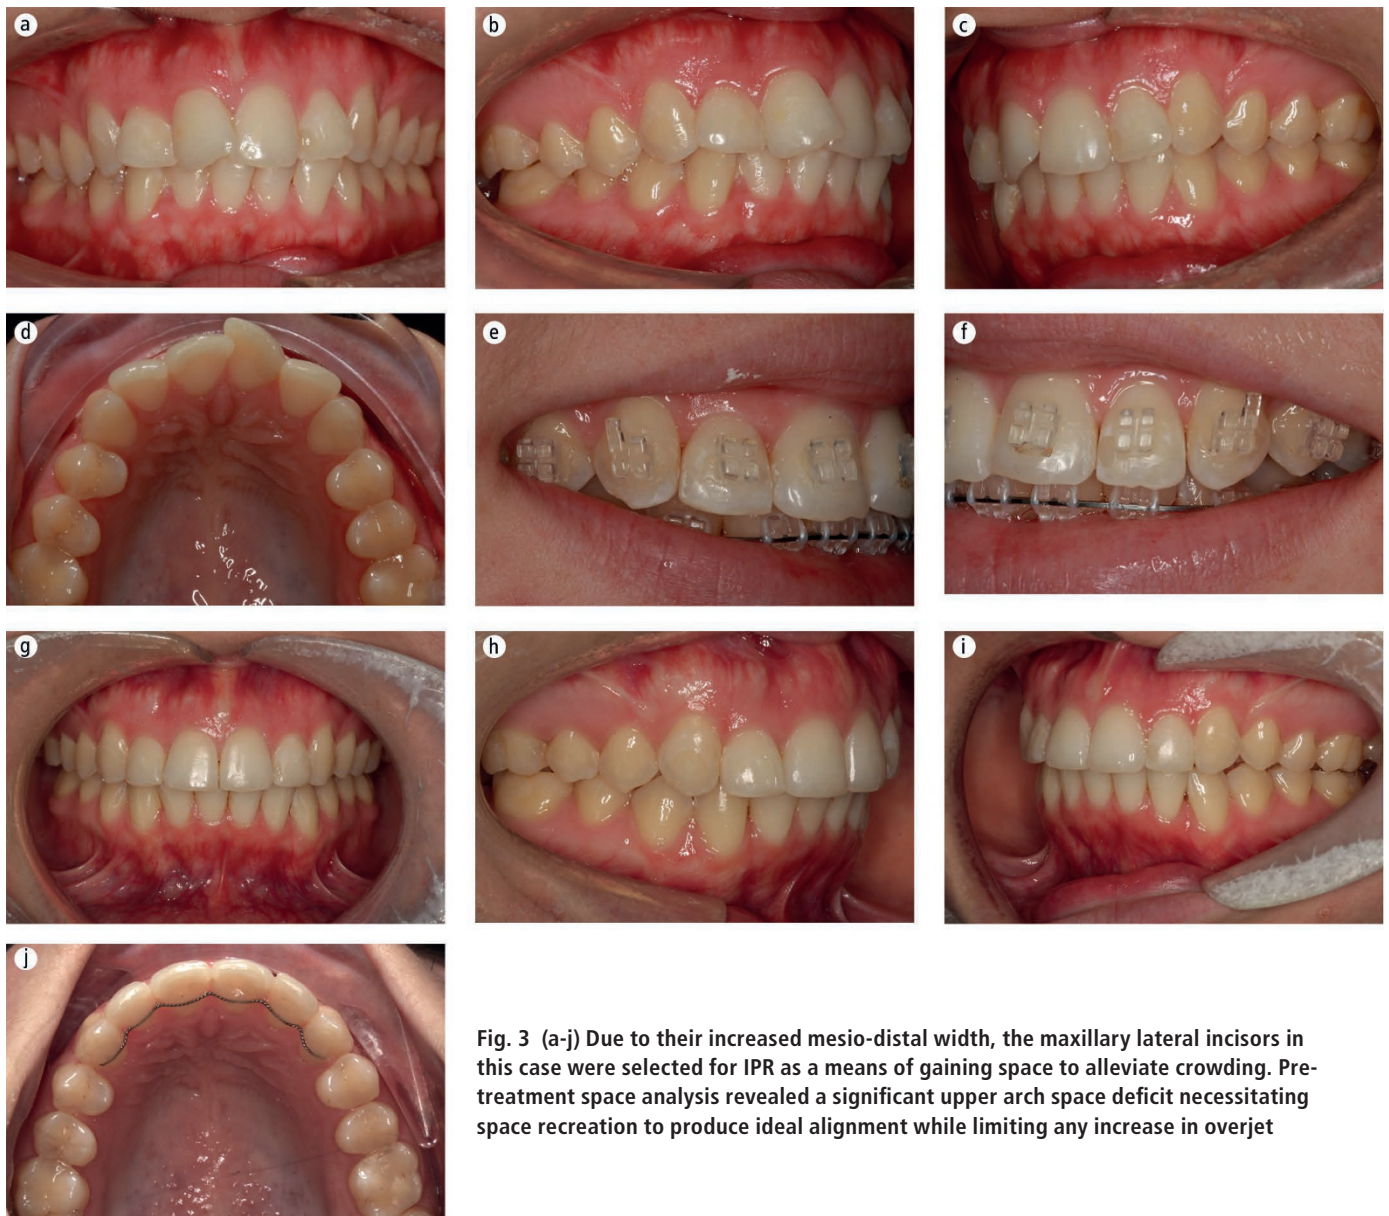 a
b
c
d
e
f
g
h
i
j
Fig. 3 (a-j) Due to their increased mesio-distal width, the maxillary lateral incisors in
this case were selected for IPR as a means of gaining space to alleviate crowding. Pre-
treatment space analysis revealed a significant upper arch space deficit necessitating
space recreation to produce ideal alignment while limiting any increase in overjet